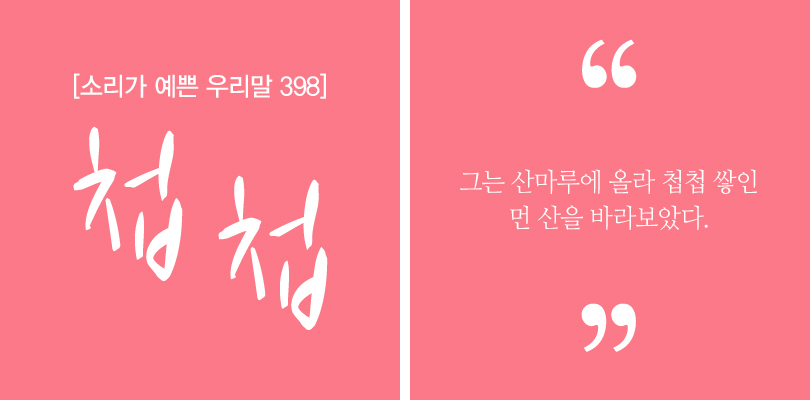 [소리가 예쁜 우리말 398]
첩첩
“
그는 산마루에 올라 첩첩 쌓인
먼 산을 바라보았다.
”